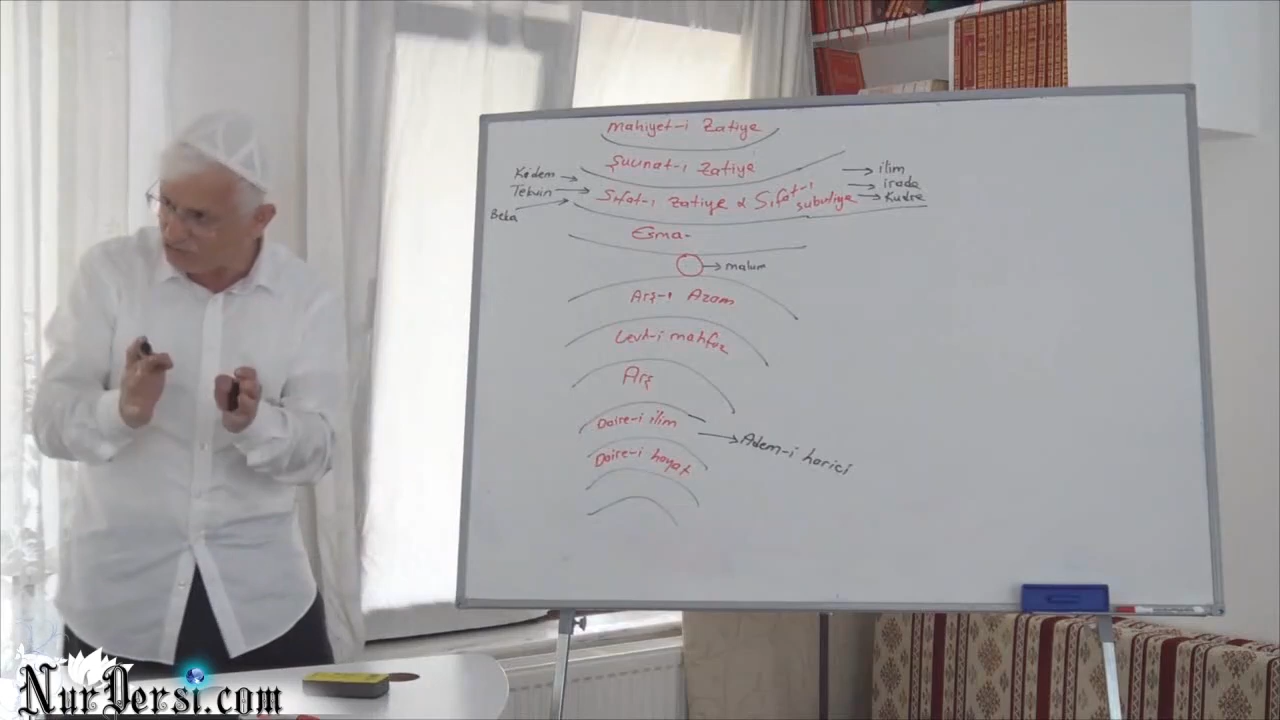 Mahiyet-i Zatiye
Şuunat-ı Zatiye
Kıdem → → ilim
Tekvin → Sıfat-ı Zatiye & Sıfat-ı subutiye → irade
Beka → Kudre
Esma-
→ malum
Arş-ı Azam
Levh-i mahfuz
Arş
Daire-i ilim
→ Adem-i harici
Daire-i hayat
NurDersi.com